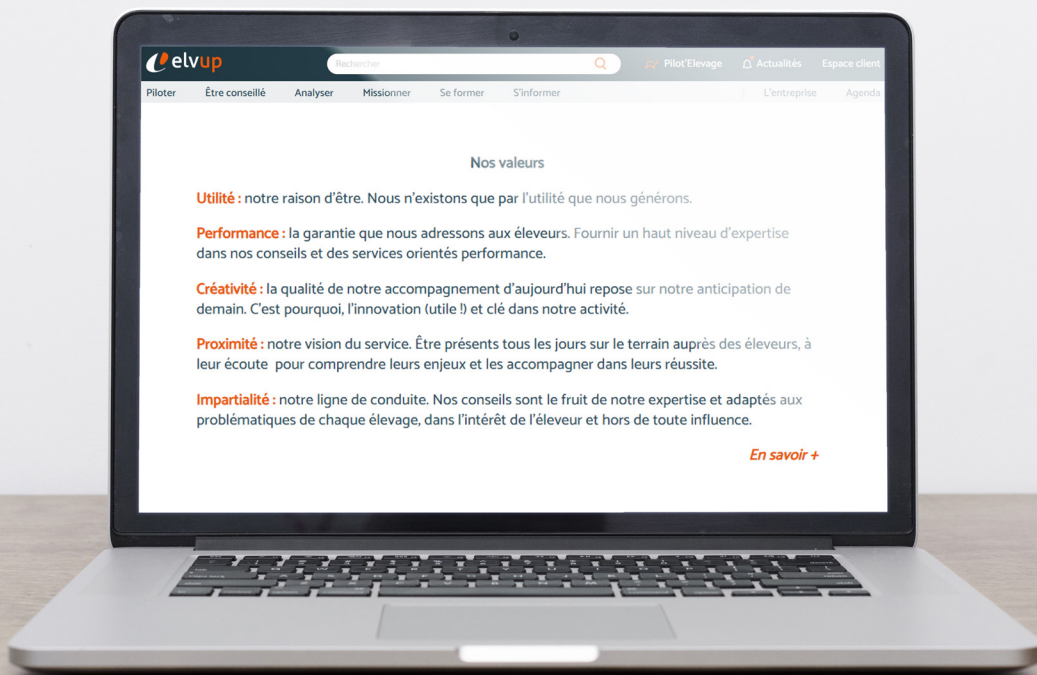 elvup
Rechercher
Pilot'Elevage
Actualités
Espace client
Piloter
Être conseillé
Analyser
Missionner
Se former
S'informer
L'entreprise
Agenda
Nos valeurs
Utilité : notre raison d'être. Nous n'existons que par l'utilité que nous générons.
Performance : la garantie que nous adressons aux éleveurs. Fournir un haut niveau d'expertise
dans nos conseils et des services orientés performance.
Créativité : la qualité de notre accompagnement d'aujourd'hui repose sur notre anticipation de
demain. C'est pourquoi, l'innovation (utile !) et clé dans notre activité.
Proximité : notre vision du service. Être présents tous les jours sur le terrain auprès des éleveurs, à
leur écoute pour comprendre leurs enjeux et les accompagner dans leurs réussite.
Impartialité : notre ligne de conduite. Nos conseils sont le fruit de notre expertise et adaptés aux
problématiques de chaque élevage, dans l'intérêt de l'éleveur et hors de toute influence.
En savoir +